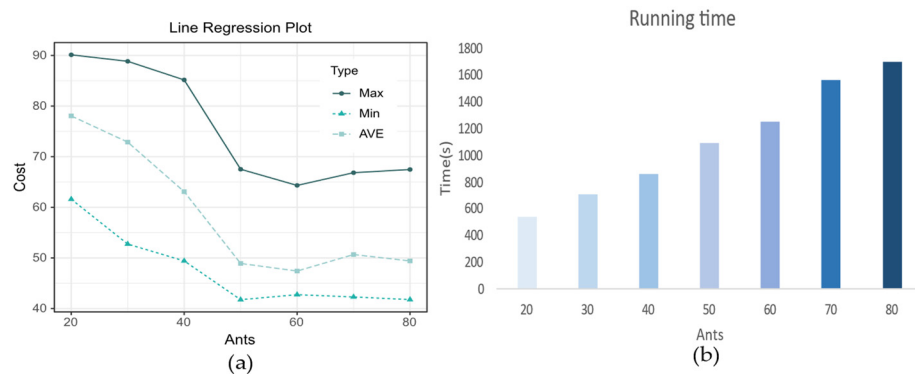 Line Regression Plot
Cost
90
80
70
60
50
40
Type
Max
Min
AVE
20
40
60
80
Ants
(a)
Running time
Time(s)
1800
1600
1400
1200
1000
800
600
400
200
0
20
30
40
50
60
70
80
Ants
(b)